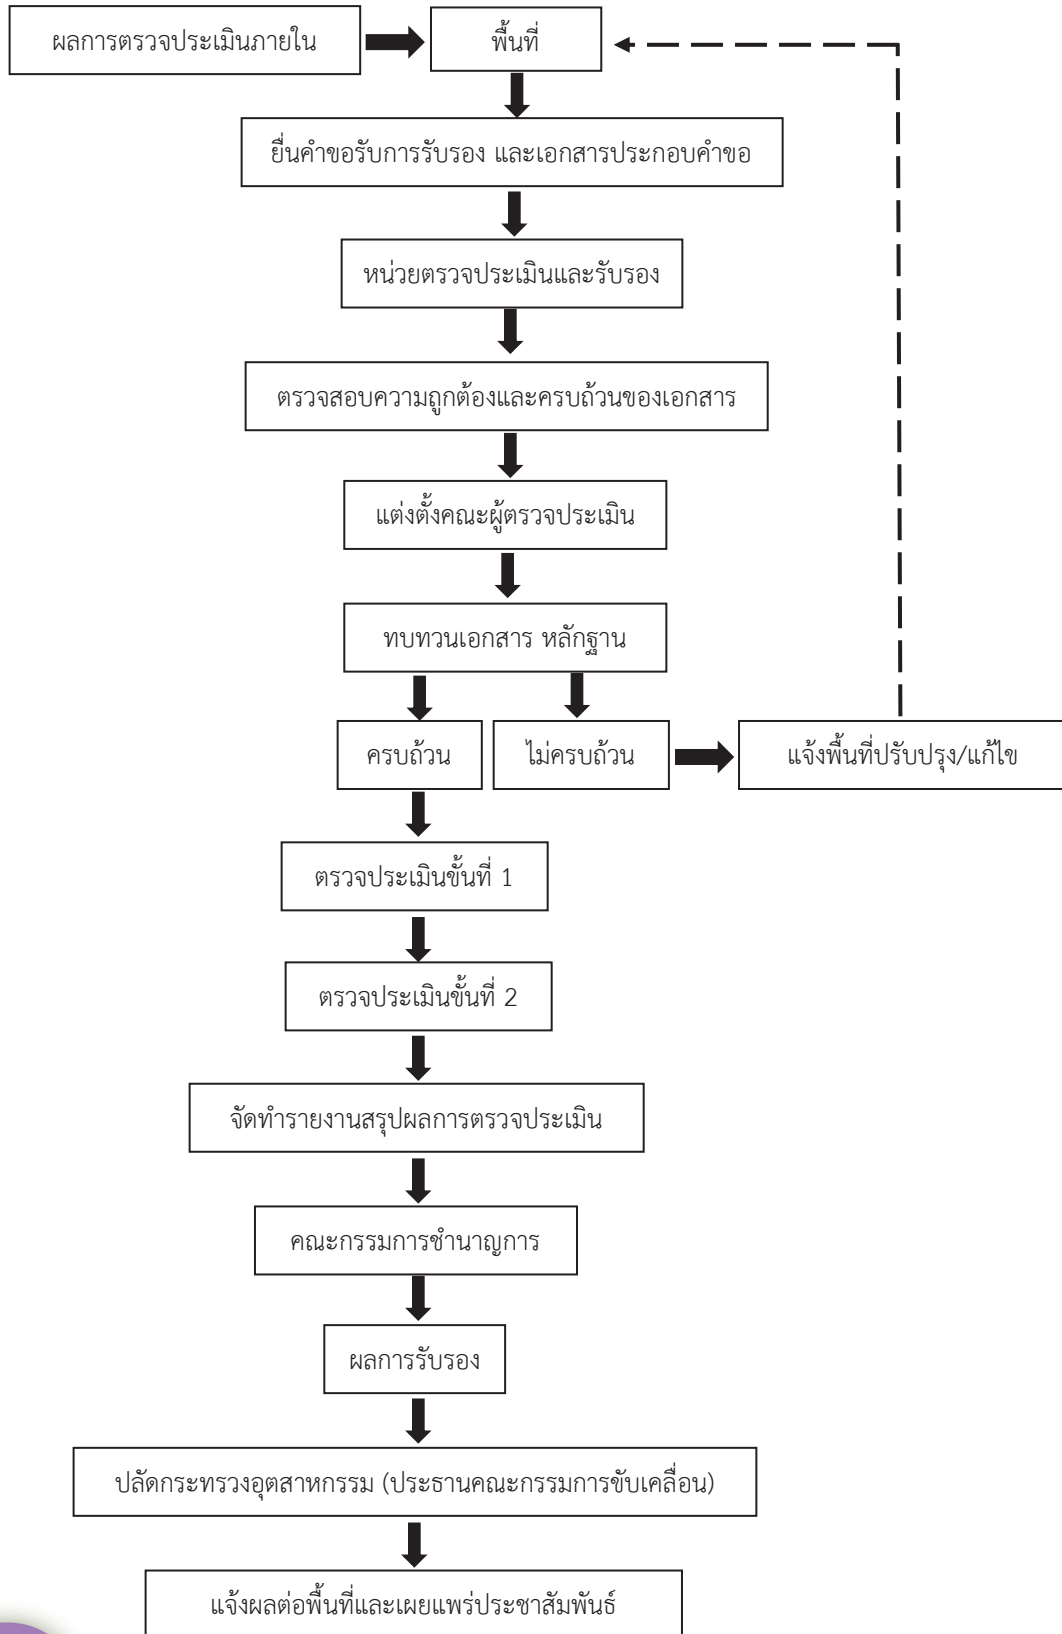 ผลการตรวจประเมินภายใน
พื้นที่
ยื่นคำขอรับการรับรอง และเอกสารประกอบคำขอ
หน่วยตรวจประเมินและรับรอง
ตรวจสอบความถูกต้องและครบถ้วนของเอกสาร
แต่งตั้งคณะผู้ตรวจประเมิน
ทบทวนเอกสาร หลักฐาน
ครบถ้วน
ไม่ครบถ้วน
แจ้งพื้นที่ปรับปรุง/แก้ไข
ตรวจประเมินขั้นที่ 1
ตรวจประเมินขั้นที่ 2
จัดทำรายงานสรุปผลการตรวจประเมิน
คณะกรรมการชำนาญการ
ผลการรับรอง
ปลัดกระทรวงอุตสาหกรรม (ประธานคณะกรรมการขับเคลื่อน)
แจ้งผลต่อพื้นที่และเผยแพร่ประชาสัมพันธ์